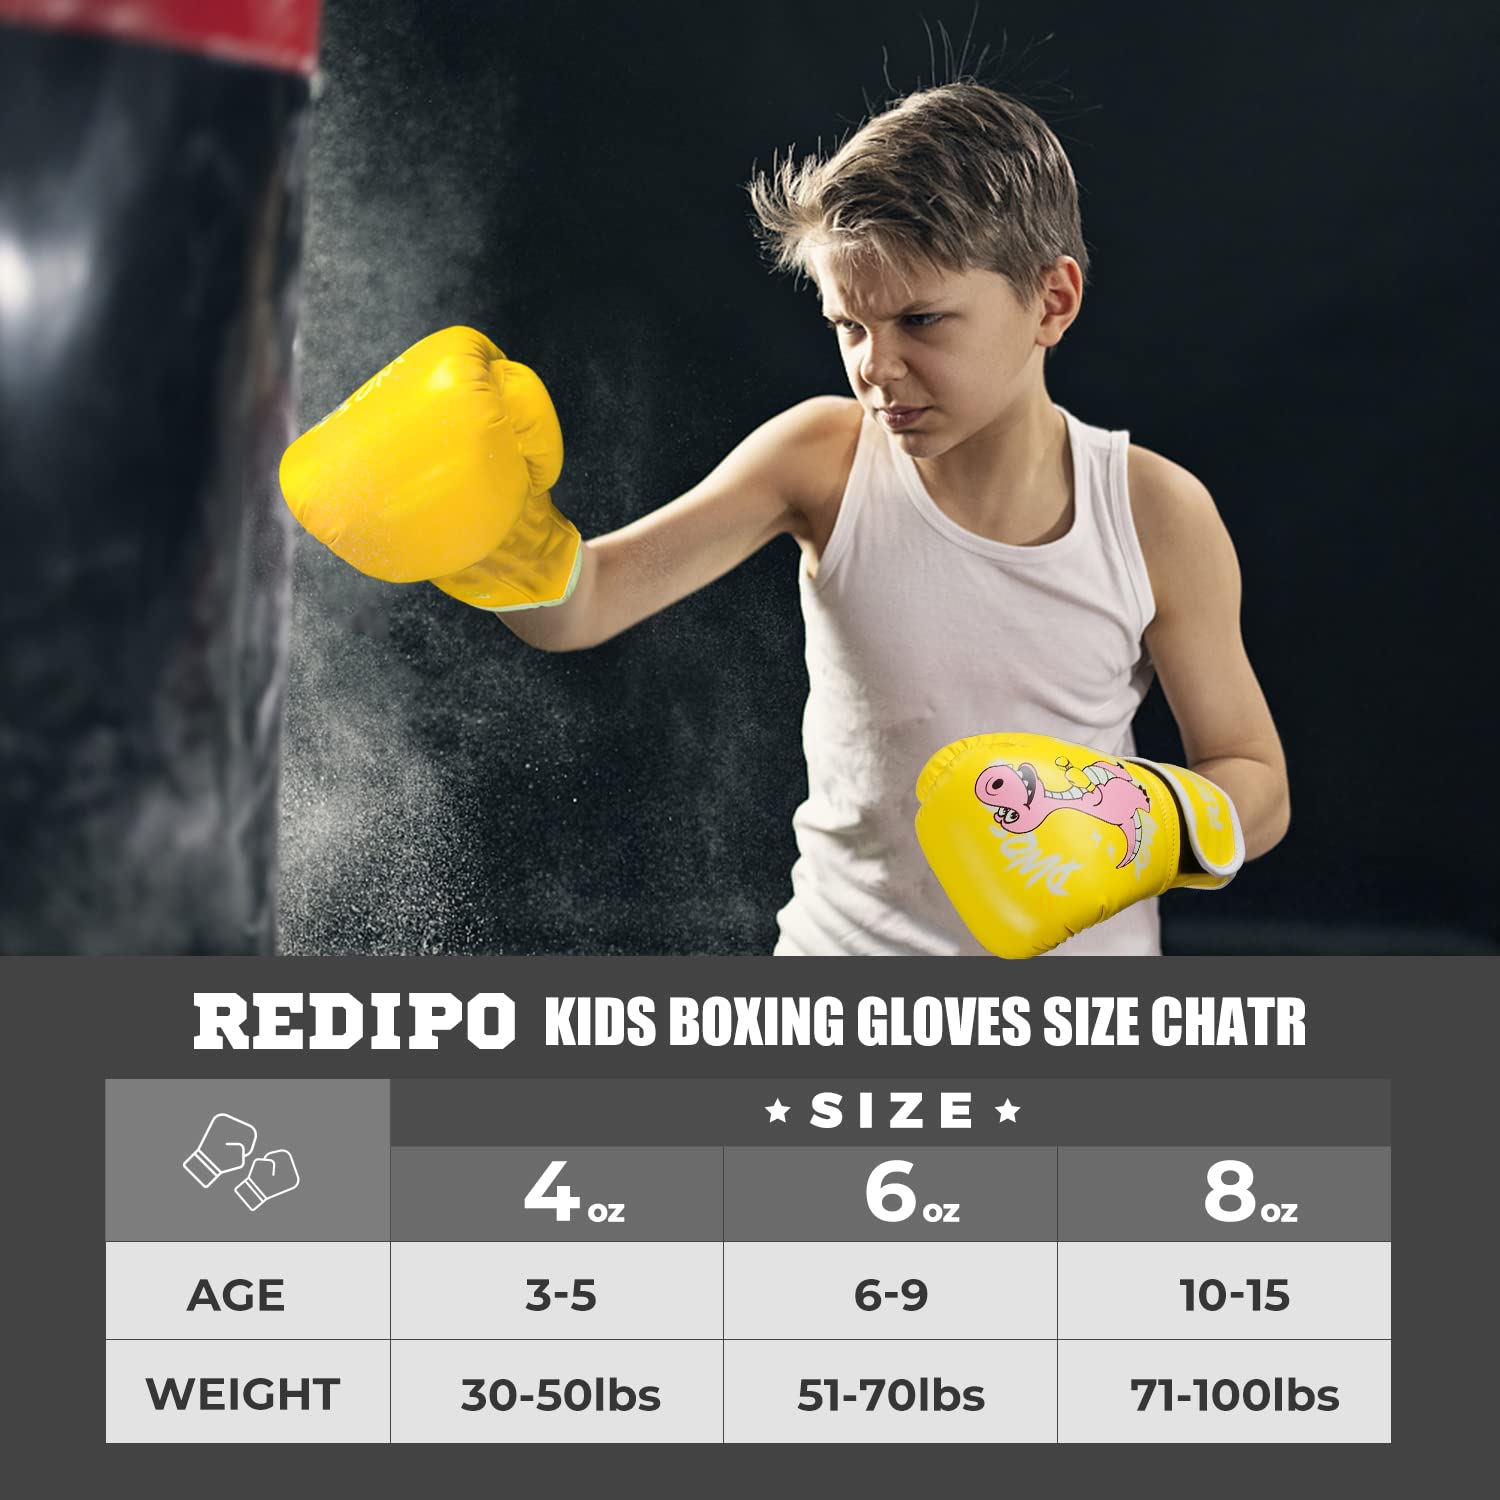 REDIPO KIDS BOXING GLOVES SIZE CHATR
SIZE
4oz 6oz 8oz
AGE 3-5 6-9 10-15
WEIGHT 30-50lbs 51-70lbs 71-100lbs